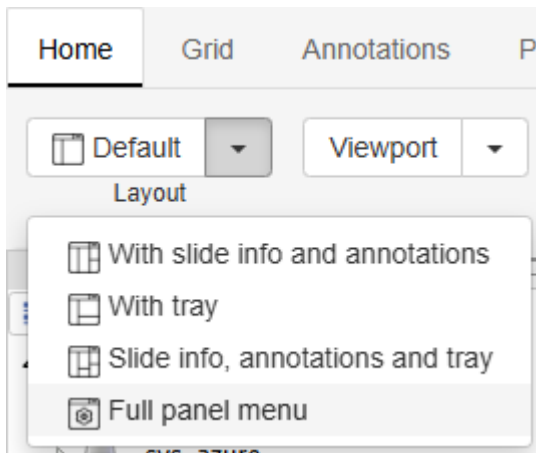 Home Grid Annotations P
Default Viewport
Layout
With slide info and annotations
With tray
Slide info, annotations and tray
Full panel menu